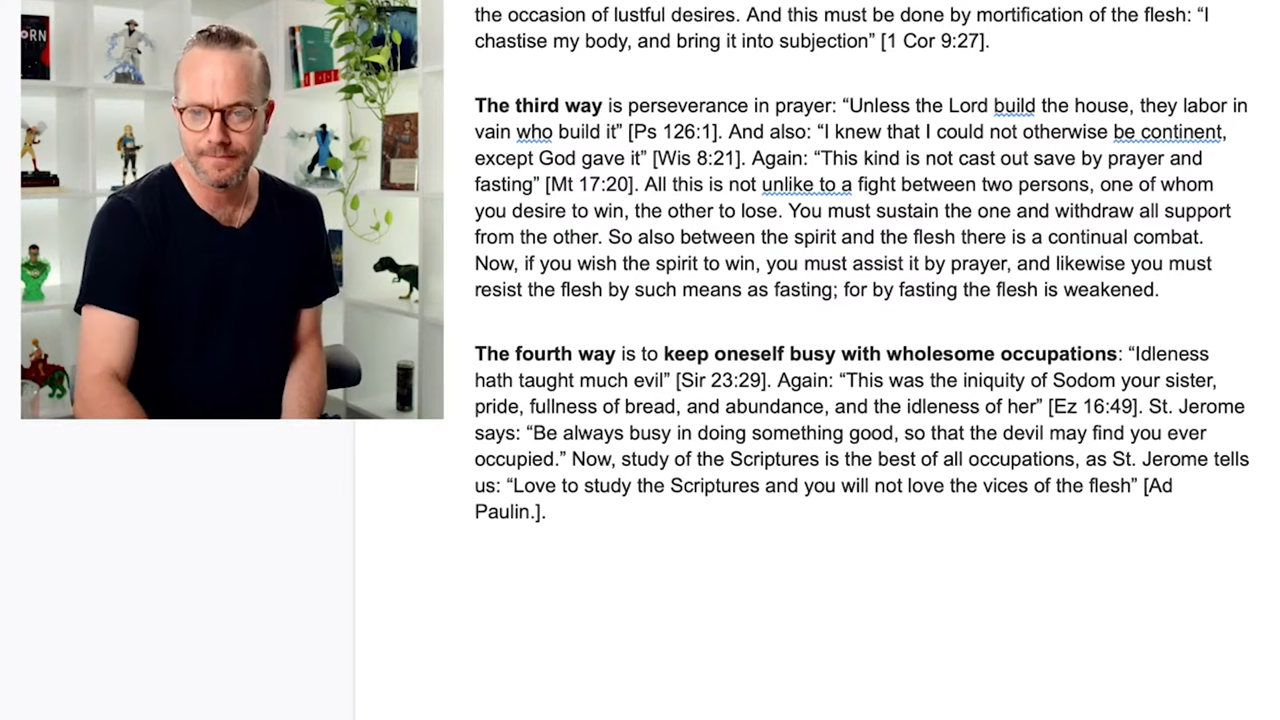 ORN
the occasion of lustful desires. And this must be done by mortification of the flesh: “I
chastise my body, and bring it into subjection” [1 Cor 9:27].
The third way is perseverance in prayer: “Unless the Lord build the house, they labor in
vain who build it” [Ps 126:1]. And also: “I knew that I could not otherwise be continent,
except God gave it” [Wis 8:21]. Again: “This kind is not cast out save by prayer and
fasting” [Mt 17:20]. All this is not unlike to a fight between two persons, one of whom
you desire to win, the other to lose. You must sustain the one and withdraw all support
from the other. So also between the spirit and the flesh there is a continual combat.
Now, if you wish the spirit to win, you must assist it by prayer, and likewise you must
resist the flesh by such means as fasting; for by fasting the flesh is weakened.
The fourth way is to keep oneself busy with wholesome occupations: “Idleness
hath taught much evil” [Sir 23:29]. Again: “This was the iniquity of Sodom your sister,
pride, fullness of bread, and abundance, and the idleness of her” [Ez 16:49]. St. Jerome
says: “Be always busy in doing something good, so that the devil may find you ever
occupied.” Now, study of the Scriptures is the best of all occupations, as St. Jerome tells
us: “Love to study the Scriptures and you will not love the vices of the flesh” [Ad
Paulin.].